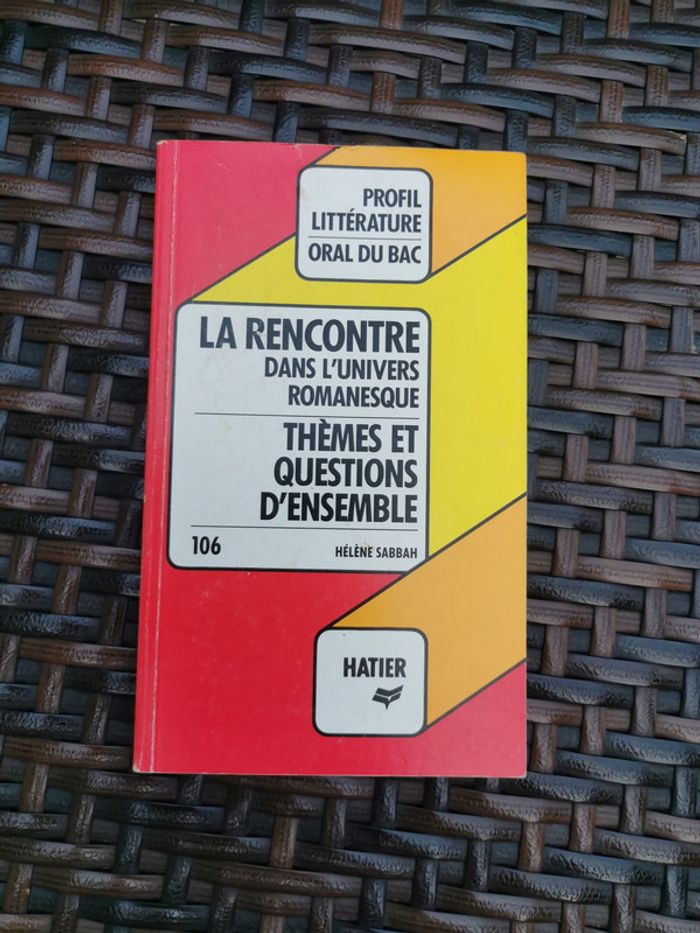 PROFIL
LITTÉRATURE
ORAL DU BAC
LA RENCONTRE
DANS L'UNIVERS
ROMANESQUE
THÈMES ET
QUESTIONS
D'ENSEMBLE
106 HÉLÈNE SABBAH
HATIER